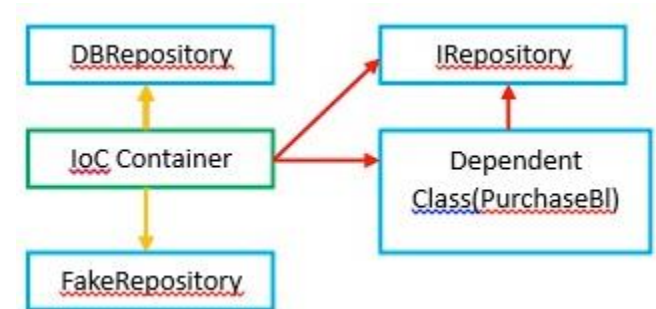 DBRepository
IRepository
IoC Container
Dependent
Class(PurchaseBl)
FakeRepository